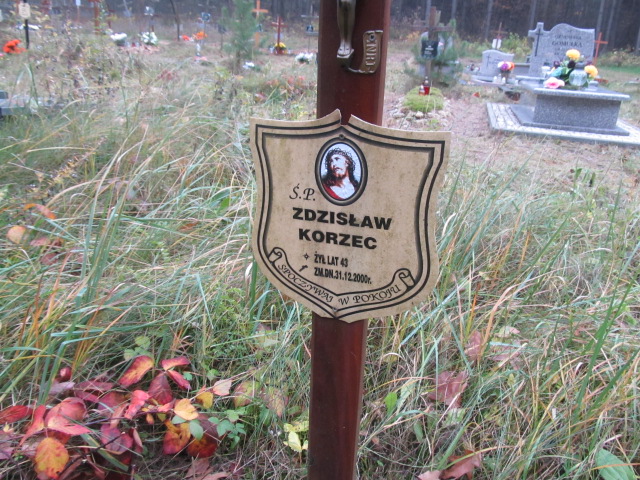 Ś.P.
ZDZISŁAW
KORZEC
ŻYŁ LAT 43
ZM.DN.31.12.2000r.
SPOCZYWAJ W POKOJU